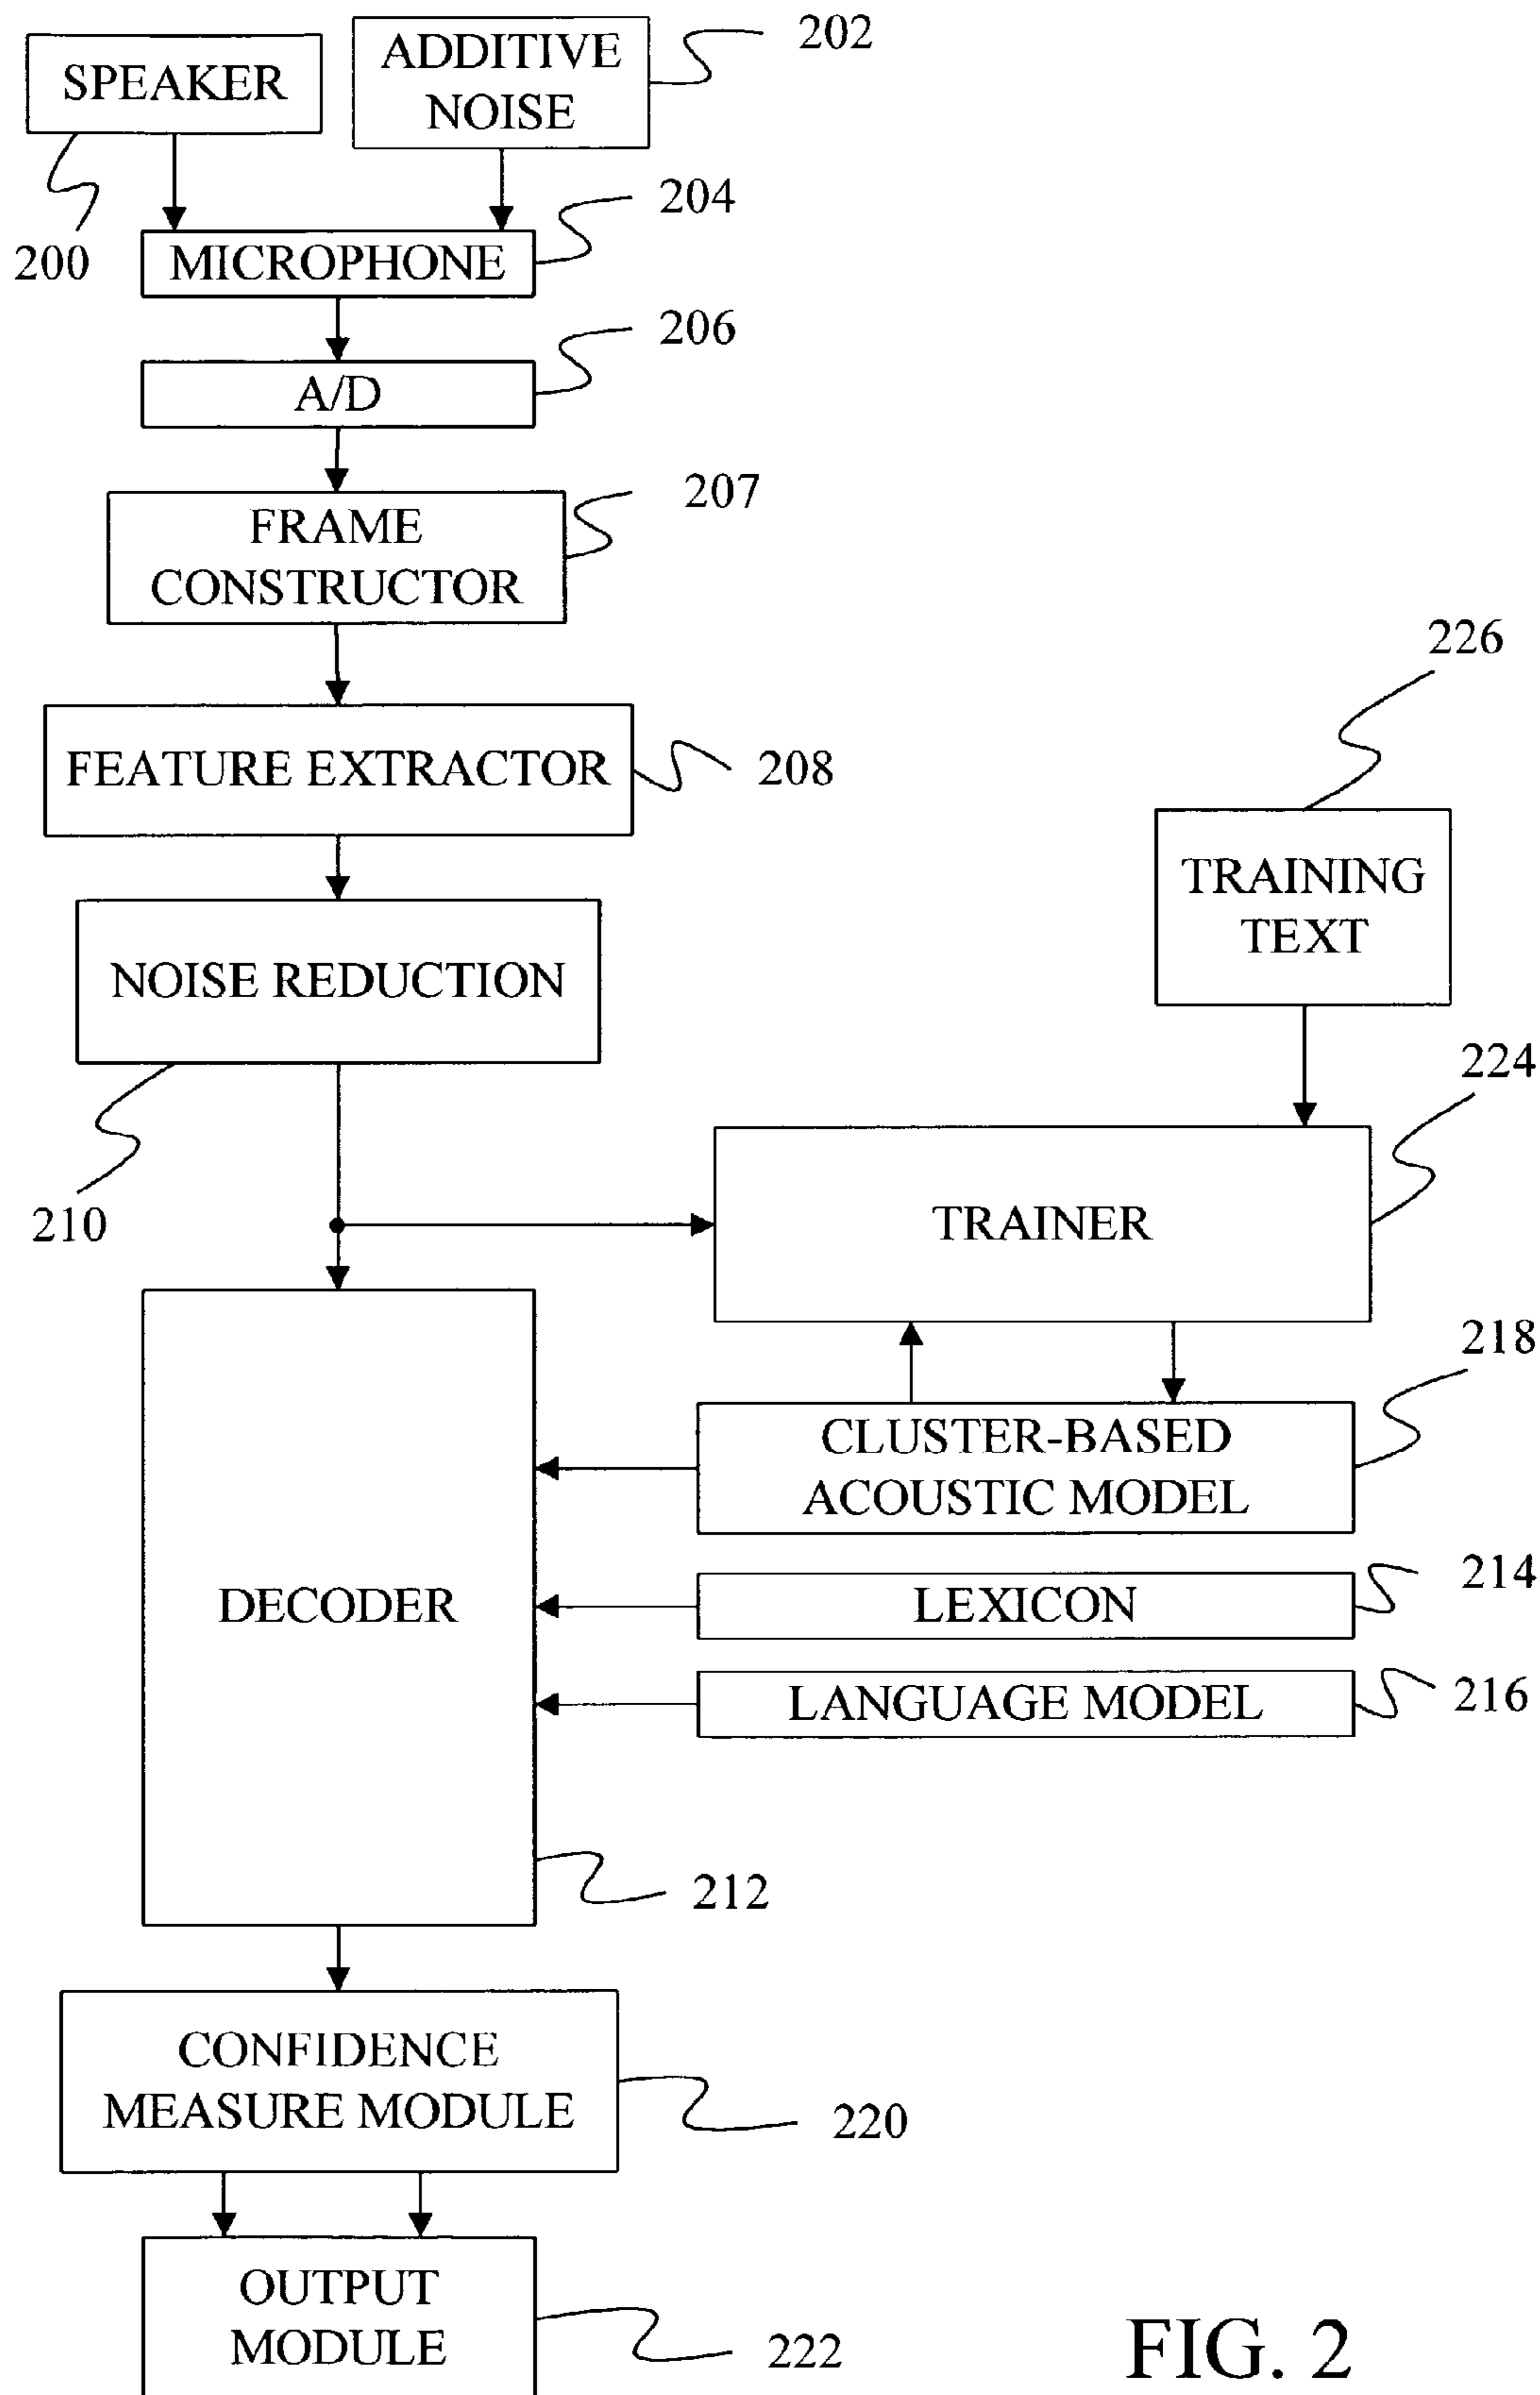 SPEAKER
ADDITIVE
NOISE
202
200
MICROPHONE
204
A/D
206
FRAME
CONSTRUCTOR
207
FEATURE EXTRACTOR
208
226
TRAINING
TEXT
NOISE REDUCTION
210
224
TRAINER
218
CLUSTER-BASED
ACOUSTIC MODEL
DECODER
LEXICON
214
LANGUAGE MODEL
216
212
CONFIDENCE
MEASURE MODULE
220
OUTPUT
MODULE
222
FIG. 2